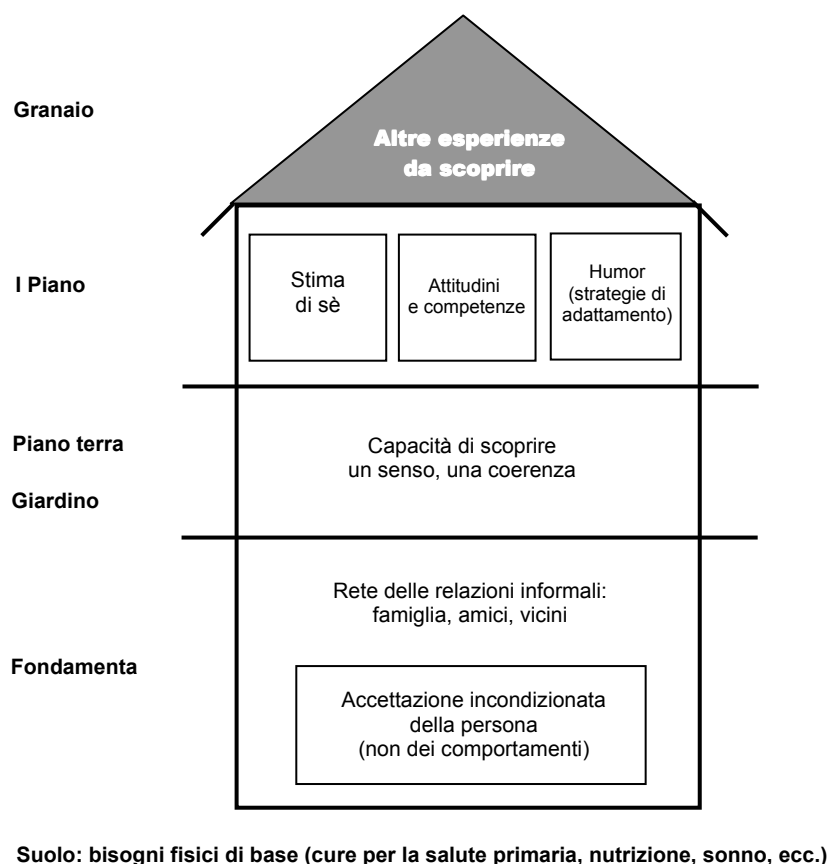 Granaio
Altre esperienze
da scoprire
I Piano
Stima
di sè
Attitudini
e competenze
Humor
(strategie di
adattamento)
Piano terra
Capacità di scoprire
un senso, una coerenza
Giardino
Rete delle relazioni informali:
famiglia, amici, vicini
Fondamenta
Accettazione incondizionata
della persona
(non dei comportamenti)
Suolo: bisogni fisici di base (cure per la salute primaria, nutrizione, sonno, ecc.)